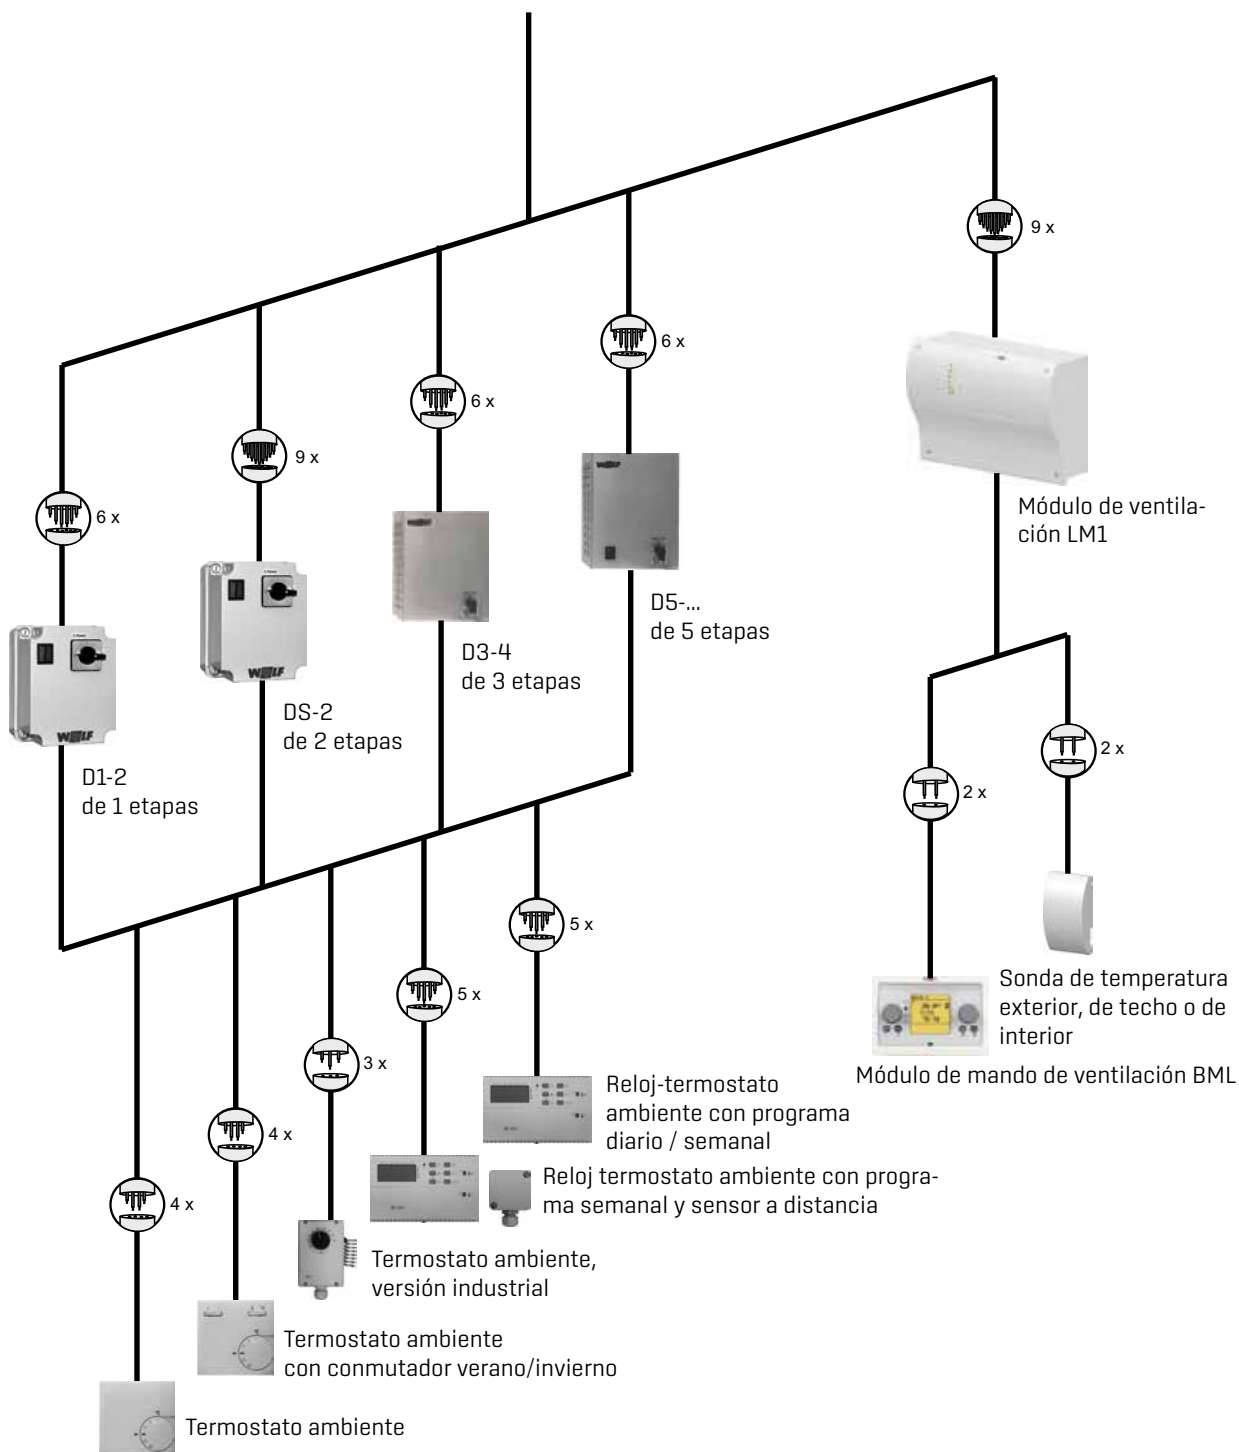 9 x
6 x
6 x
9 x
6 x
WOLF
WOLF
Módulo de ventila-
ción LM1
D5-...
de 5 etapas
D3-4
de 3 etapas
WOLF
DS-2
de 2 etapas
WOLF
D1-2
de 1 etapas
2 x
2 x
5 x
5 x
Sonda de temperatura
exterior, de techo o de
interior
3 x
Módulo de mando de ventilación BML
Reloj-termostato
ambiente con programa
diario / semanal
4 x
Reloj termostato ambiente con progra-
ma semanal y sensor a distancia
4 x
Termostato ambiente,
versión industrial
Termostato ambiente
con conmutador verano/invierno
Termostato ambiente